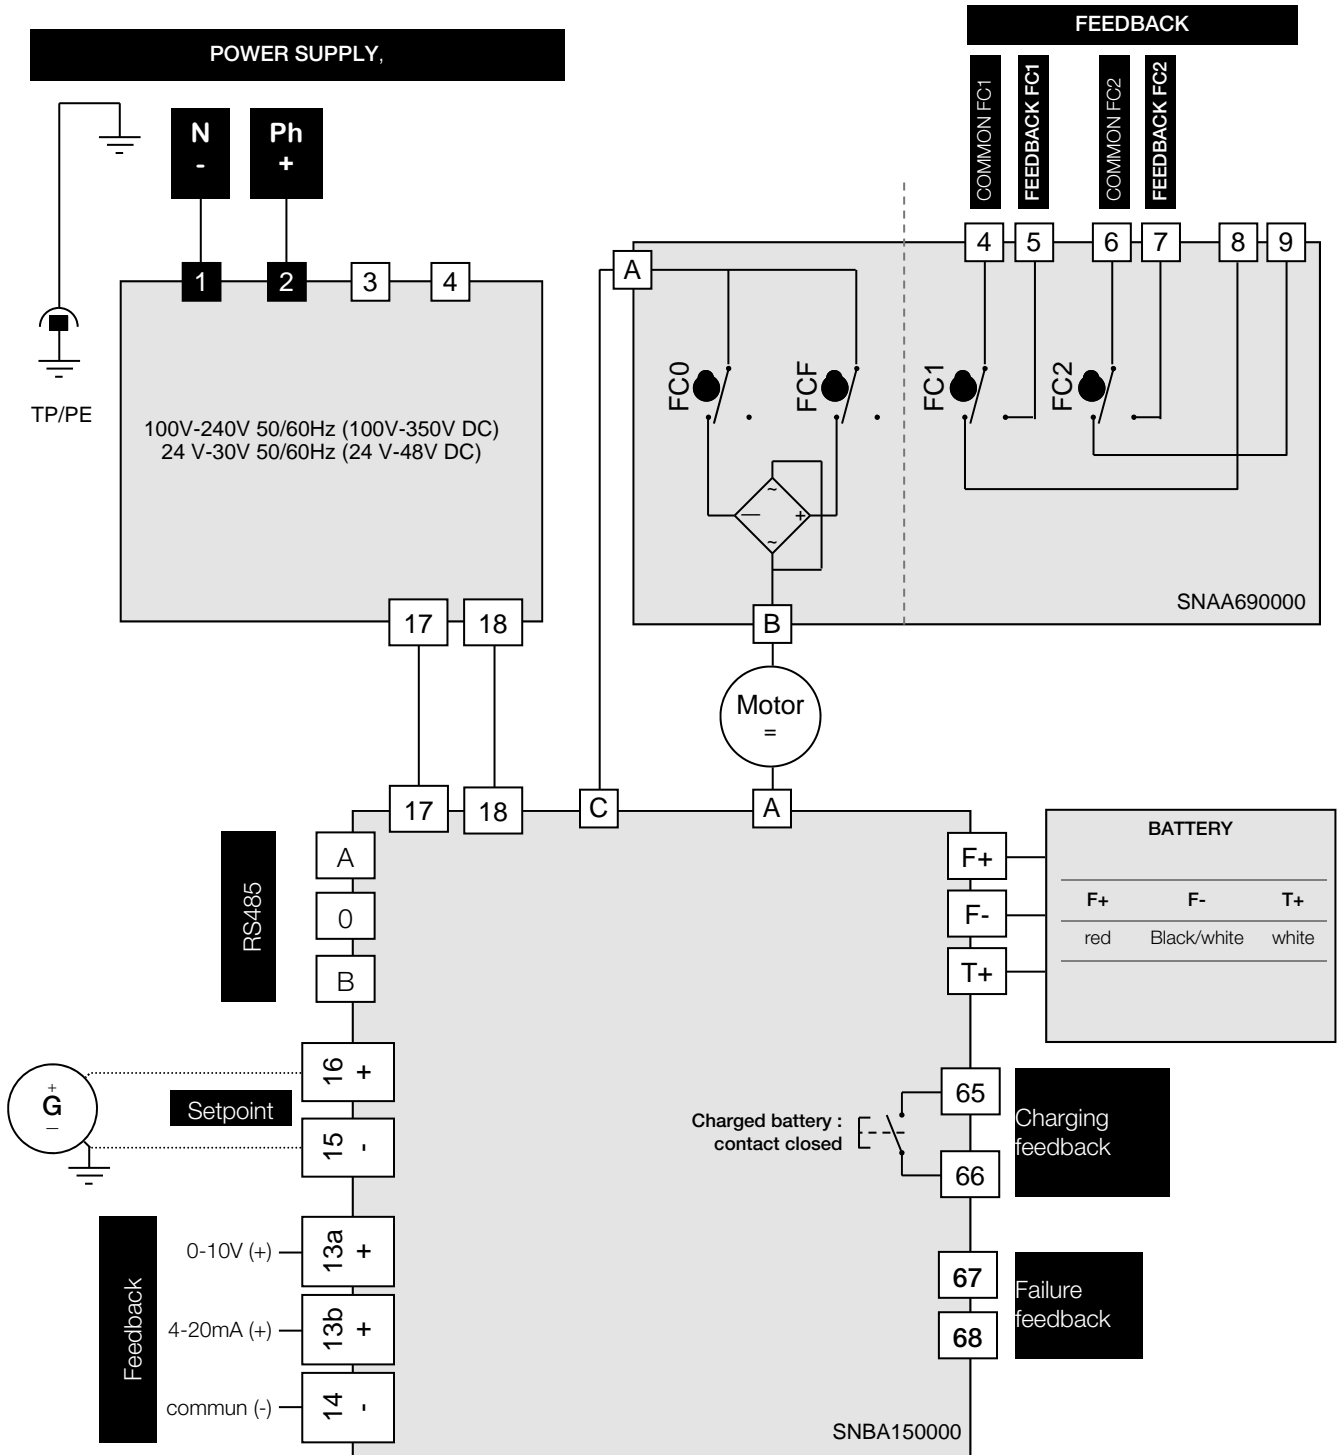 POWER SUPPLY,
FEEDBACK
COMMON FC1
FEEDBACK FC1
COMMON FC2
FEEDBACK FC2
N
-
Ph
+
1
2
3
4
TP/PE
100V-240V 50/60Hz (100V-350V DC)
24 V-30V 50/60Hz (24 V-48V DC)
17
18
A
4
5
6
7
8
9
FC0
FCF
FC1
FC2
~
—
+
~
SNAA690000
B
Motor
=
17
18
C
A
RS485
A
0
B
F+
F-
T+
BATTERY
F+ F- T+
red Black/white white
+
G
—
Setpoint
16 +
15 -
Charged battery :
contact closed
65
66
Charging
feedback
Feedback
0-10V (+)
13a +
4-20mA (+)
13b +
commun (-)
14 -
67
68
Failure
feedback
SNBA150000